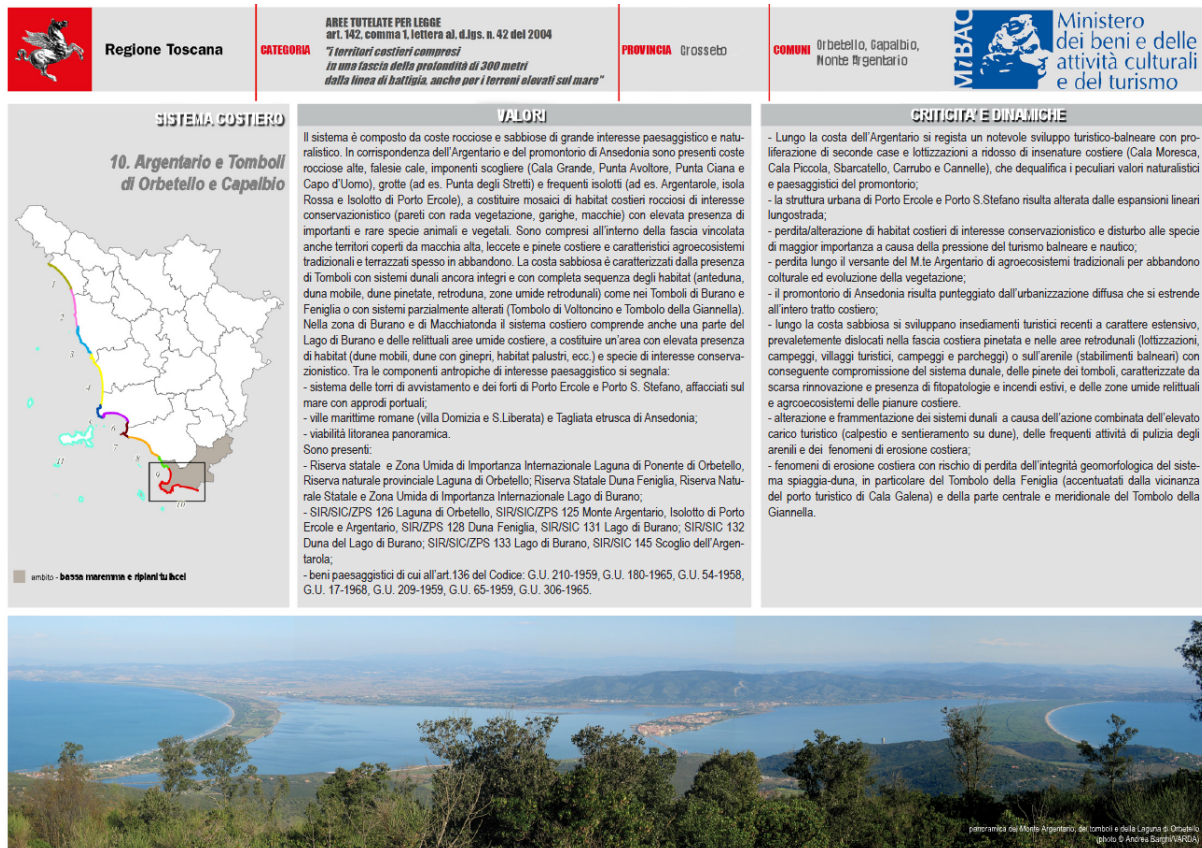 Regione Toscana
CATEGORIA
AREE TUTELATE PER LEGGE
art. 142, comma 1, lettera a), d.lgs. n. 42 del 2004
"i territori costieri compresi
in una fascia della profondità di 300 metri
dalla linea di battigia, anche per i terreni elevati sul mare"
PROVINCIA Grosseto
COMUNI Orbetello, Capalbio,
Monte Argentario
MiBAC
Ministero
dei beni e delle
attività culturali
e del turismo
SISTEMA COSTIERO
10. Argentario e Tomboli
di Orbetello e Capalbio
1
2
3
4
5
6
7
8
9
10
11
ambito - bassa maremma e ripiani tufacei
VALORI
Il sistema è composto da coste rocciose e sabbiose di grande interesse paesaggistico e natu-
ralistico. In corrispondenza dell'Argentario e del promontorio di Ansedonia sono presenti coste
rocciose alte, falesie cale, imponenti scogliere (Cala Grande, Punta Avoltore, Punta Ciana e
Capo d'Uomo), grotte (ad es. Punta degli Stretti) e frequenti isolotti (ad es. Argentarole, isola
Rossa e Isolotto di Porto Ercole), a costituire mosaici di habitat costieri rocciosi di interesse
conservazionistico (pareti con rada vegetazione, garighe, macchie) con elevata presenza di
importanti e rare specie animali e vegetali. Sono compresi all'interno della fascia vincolata
anche territori coperti da macchia alta, leccete e pinete costiere e caratteristici agroecosistemi
tradizionali e terrazzati spesso in abbandono. La costa sabbiosa è caratterizzati dalla presenza
di Tomboli con sistemi dunali ancora integri e con completa sequenza degli habitat (anteduna,
duna mobile, dune pinetate, retroduna, zone umide retrodunali) come nei Tomboli di Burano e
Feniglia o con sistemi parzialmente alterati (Tombolo di Voltoncino e Tombolo della Giannella).
Nella zona di Burano e di Macchiatonda il sistema costiero comprende anche una parte del
Lago di Burano e delle relittuali aree umide costiere, a costituire un'area con elevata presenza
di habitat (dune mobili, dune con ginepri, habitat palustri, ecc.) e specie di interesse conserva-
zionistico. Tra le componenti antropiche di interesse paesaggistico si segnala:
- sistema delle torri di avvistamento e dei forti di Porto Ercole e Porto S. Stefano, affacciati sul
mare con approdi portuali;
- ville marittime romane (villa Domizia e S.Liberata) e Tagliata etrusca di Ansedonia;
- viabilità litoranea panoramica.
Sono presenti:
- Riserva statale e Zona Umida di Importanza Internazionale Laguna di Ponente di Orbetello,
Riserva naturale provinciale Laguna di Orbetello; Riserva Statale Duna Feniglia, Riserva Natu-
rale Statale e Zona Umida di Importanza Internazionale Lago di Burano;
- SIR/SIC/ZPS 126 Laguna di Orbetello, SIR/SIC/ZPS 125 Monte Argentario, Isolotto di Porto
Ercole e Argentario, SIR/ZPS 128 Duna Feniglia, SIR/SIC 131 Lago di Burano; SIR/SIC 132
Duna del Lago di Burano; SIR/SIC/ZPS 133 Lago di Burano, SIR/SIC 145 Scoglio dell'Argen-
tarola;
- beni paesaggistici di cui all'art.136 del Codice: G.U. 210-1959, G.U. 180-1965, G.U. 54-1958,
G.U. 17-1968, G.U. 209-1959, G.U. 65-1959, G.U. 306-1965.
CRITICITA' E DINAMICHE
- Lungo la costa dell'Argentario si regista un notevole sviluppo turistico-balneare con pro-
liferazione di seconde case e lottizzazioni a ridosso di insenature costiere (Cala Moresca,
Cala Piccola, Sbarcatello, Carrubo e Cannelle), che dequalifica i peculiari valori naturalistici
e paesaggistici del promontorio;
- la struttura urbana di Porto Ercole e Porto S.Stefano risulta alterata dalle espansioni lineari
lungostrada;
- perdita/alterazione di habitat costieri di interesse conservazionistico e disturbo alle specie
di maggior importanza a causa della pressione del turismo balneare e nautico;
- perdita lungo il versante del M.te Argentario di agroecosistemi tradizionali per abbandono
colturale ed evoluzione della vegetazione;
- il promontorio di Ansedonia risulta punteggiato dall'urbanizzazione diffusa che si estrende
all'intero tratto costiero;
- lungo la costa sabbiosa si sviluppano insediamenti turistici recenti a carattere estensivo,
prevaletemente dislocati nella fascia costiera pinetata e nelle aree retrodunali (lottizzazioni,
campeggi, villaggi turistici, campeggi e parcheggi) o sull'arenile (stabilimenti balneari) con
conseguente compromissione del sistema dunale, delle pinete dei tomboli, caratterizzate da
scarsa rinnovazione e presenza di fitopatologie e incendi estivi, e delle zone umide relittuali
e agroecosistemi delle pianure costiere.
- alterazione e frammentazione dei sistemi dunali a causa dell'azione combinata dell'elevato
carico turistico (calpestio e sentieramento su dune), delle frequenti attività di pulizia degli
arenili e dei fenomeni di erosione costiera;
- fenomeni di erosione costiera con rischio di perdita dell'integrità geomorfologica del siste-
ma spiaggia-duna, in particolare del Tombolo della Feniglia (accentuati dalla vicinanza
del porto turistico di Cala Galena) e della parte centrale e meridionale del Tombolo della
Giannella.
panoramica del Monte Argentario, dei tomboli e della Laguna di Orbetello
(photo © Andrea Barghi/VARDA)